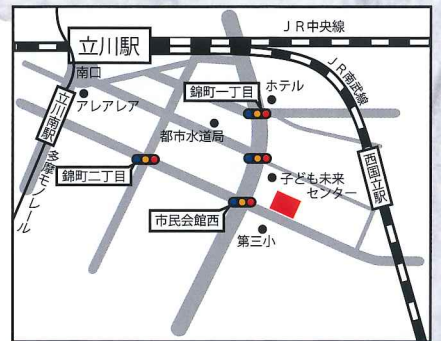 JR中央線
立川駅
南口
アレアレア
立川南駅
多摩モノレール
錦町一丁目
ホテル
JR南武線
都市水道局
西国立駅
錦町二丁目
子ども未来
センター
市民会館西
第三小